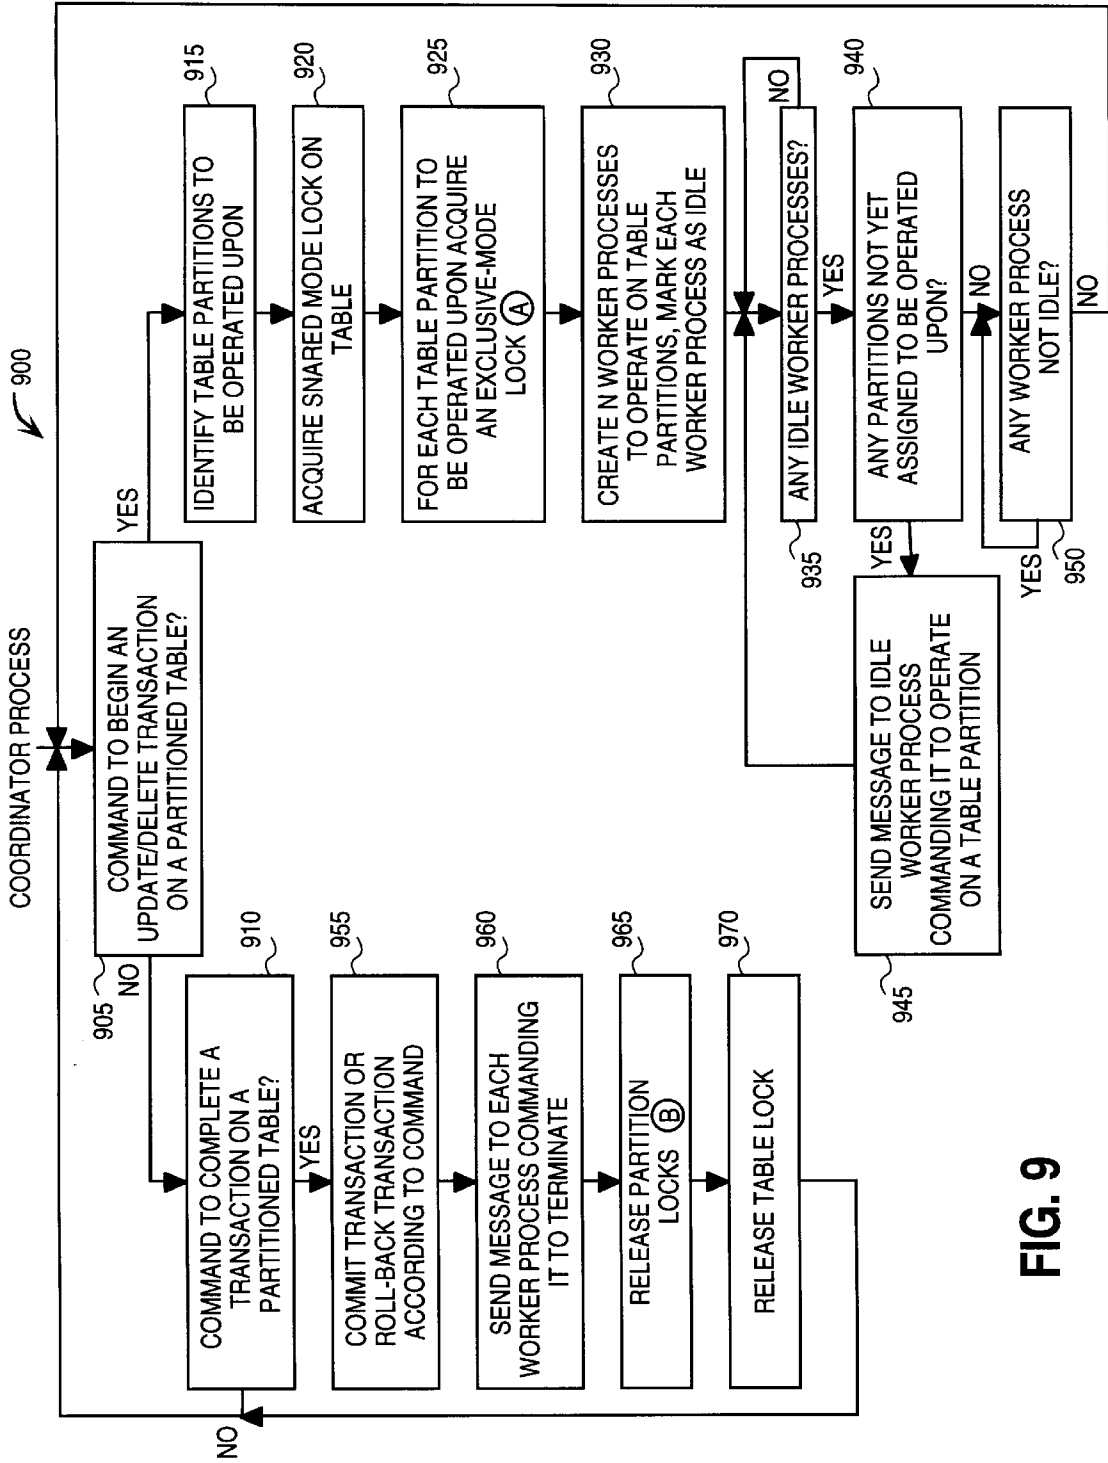 COORDINATOR PROCESS
900
COMMAND TO BEGIN AN
UPDATE/DELETE TRANSACTION
ON A PARTITIONED TABLE?
905
NO
YES
COMMAND TO COMPLETE A
TRANSACTION ON A
PARTITIONED TABLE?
910
NO
YES
COMMIT TRANSACTION OR
ROLL-BACK TRANSACTION
ACCORDING TO COMMAND
955
SEND MESSAGE TO EACH
WORKER PROCESS COMMANDING
IT TO TERMINATE
960
RELEASE PARTITION
LOCKS B
965
RELEASE TABLE LOCK
970
IDENTIFY TABLE PARTITIONS TO
BE OPERATED UPON
915
ACQUIRE SNARED MODE LOCK ON
TABLE
920
FOR EACH TABLE PARTITION TO
BE OPERATED UPON ACQUIRE
AN EXCLUSIVE-MODE
LOCK A
925
CREATE N WORKER PROCESSES
TO OPERATE ON TABLE
PARTITIONS, MARK EACH
WORKER PROCESS AS IDLE
930
NO
ANY IDLE WORKER PROCESSES?
935
YES
ANY PARTITIONS NOT YET
ASSIGNED TO BE OPERATED
UPON?
940
YES
NO
SEND MESSAGE TO IDLE
WORKER PROCESS
COMMANDING IT TO OPERATE
ON A TABLE PARTITION
945
ANY WORKER PROCESS
NOT IDLE?
950
YES
NO
FIG. 9